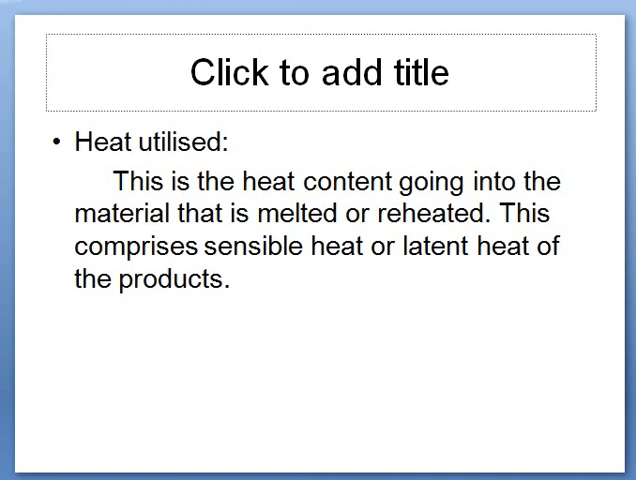 Click to add title
• Heat utilised:
This is the heat content going into the
material that is melted or reheated. This
comprises sensible heat or latent heat of
the products.